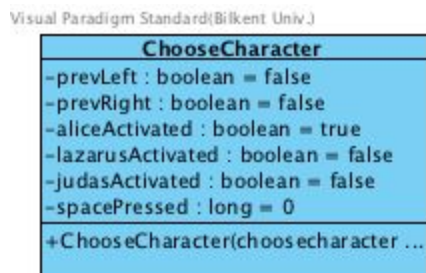 Visual Paradigm Standard(Bilkent Univ.)
ChooseCharacter
-prevLeft : boolean = false
-prevRight : boolean = false
-aliceActivated : boolean = true
-lazarusActivated : boolean = false
-judasActivated : boolean = false
-spacePressed : long = 0
+ChooseCharacter(choosecharacter ...